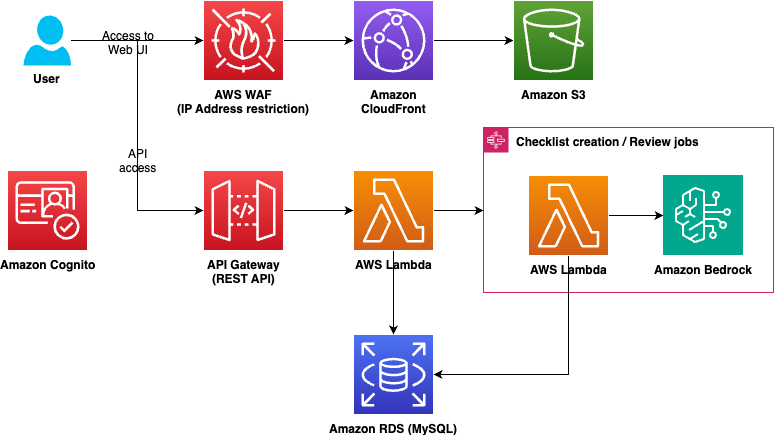 Access to
Web UI
User
AWS WAF
(IP Address restriction)
Amazon
CloudFront
Amazon S3
Checklist creation / Review jobs
API
access
Amazon Cognito
</>
API Gateway
(REST API)
AWS Lambda
AWS Lambda
Amazon Bedrock
Amazon RDS (MySQL)